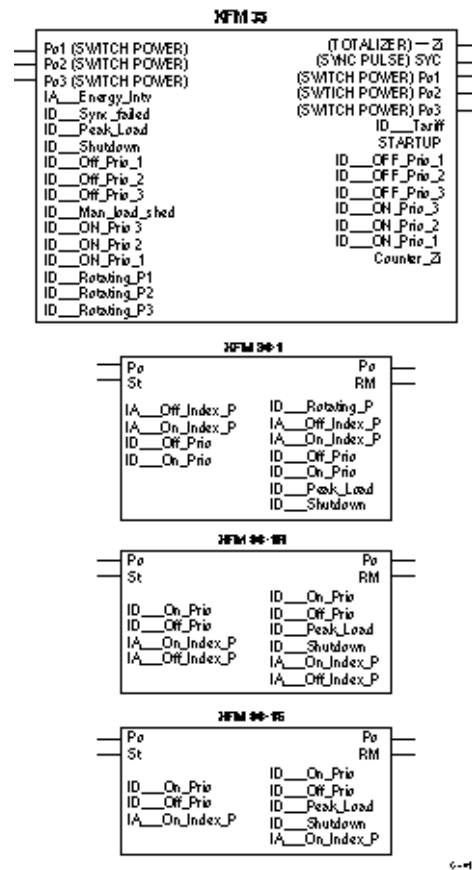 XFM 35
Po1 (SWITCH POWER)
Po2 (SWITCH POWER)
Po3 (SWITCH POWER)
IA___Energy_Intv
ID___Sync_failed
ID___Peak_Load
ID___Shutdown
ID___Off_Prio_1
ID___Off_Prio_2
ID___Off_Prio_3
ID___Man_load_shed
ID___ON_Prio 3
ID___ON_Prio 2
ID___ON_Prio_1
ID___Rotating_P1
ID___Rotating_P2
ID___Rotating_P3
(TOTALIZER) — Zi
(SYNC PULSE) SYC
(SWITCH POWER) Po1
(SWITCH POWER) Po2
(SWITCH POWER) Po3
ID___Tariff
STARTUP
ID___OFF_Prio_1
ID___OFF_Prio_2
ID___OFF_Prio_3
ID___ON_Prio_3
ID___ON_Prio_2
ID___ON_Prio_1
Counter_Zi
Po
St
IA___Off_Index_P
IA___On_Index_P
ID___Off_Prio
ID___On_Prio
Po
RM
ID___Rotating_P
IA___Off_Index_P
IA___On_Index_P
ID___Off_Prio
ID___On_Prio
ID___Peak_Load
ID___Shutdown
Po
St
ID___On_Prio
ID___Off_Prio
IA___On_Index_P
IA___Off_Index_P
Po
RM
ID___On_Prio
ID___Off_Prio
ID___Peak_Load
ID___Shutdown
IA___On_Index_P
IA___Off_Index_P
Po
St
ID___On_Prio
ID___Off_Prio
IA___On_Index_P
Po
RM
ID___On_Prio
ID___Off_Prio
ID___Peak_Load
ID___Shutdown
IA___On_Index_P